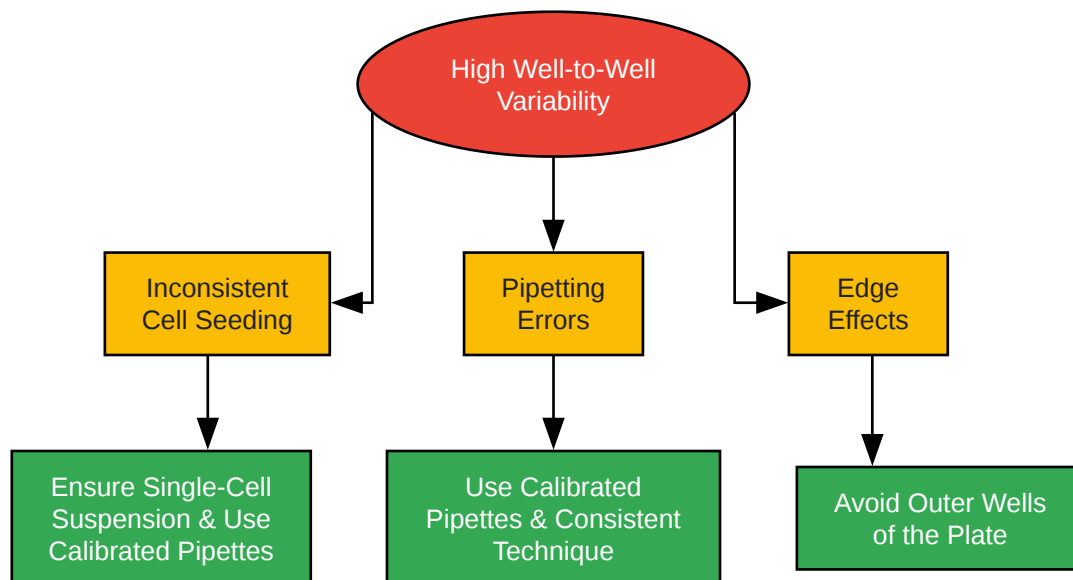 High Well-to-Well
Variability
Inconsistent
Cell Seeding
Pipetting
Errors
Edge
Effects
Ensure Single-Cell
Suspension & Use
Calibrated Pipettes
Use Calibrated
Pipettes & Consistent
Technique
Avoid Outer Wells
of the Plate